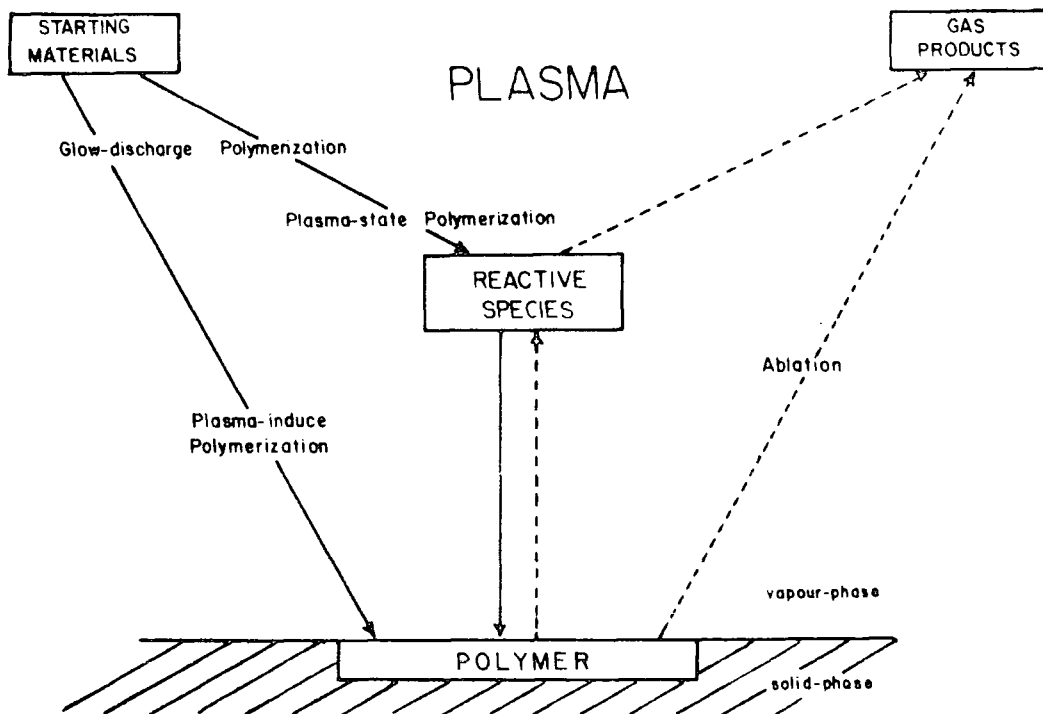 STARTING
MATERIALS
GAS
PRODUCTS
PLASMA
Glow-discharge Polymerization
Plasma-state Polymerization
REACTIVE
SPECIES
Ablation
Plasma-induce
Polymerization
vapour-phase
POLYMER
solid-phase